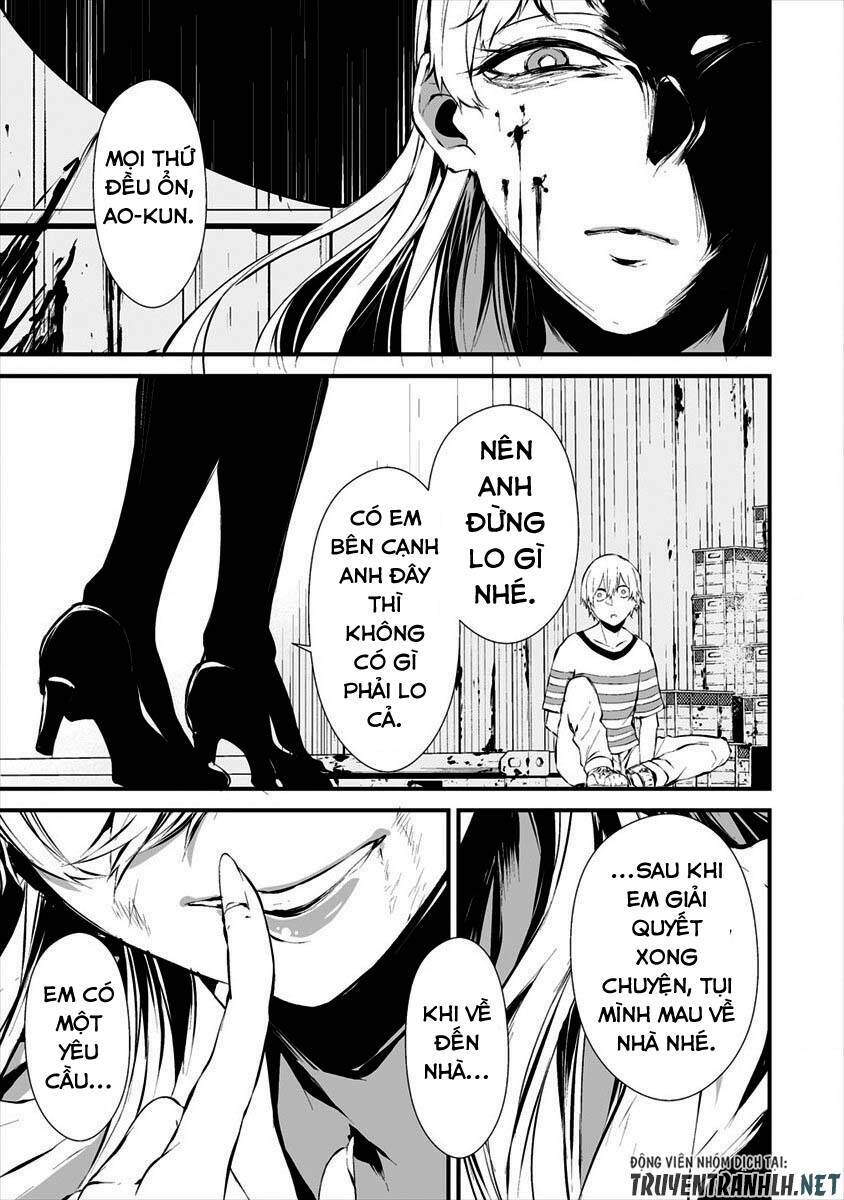 MỌI THỨ
ĐỀU ỔN,
AO-KUN.
NÊN
ANH
ĐỪNG
LO GÌ
NHÉ.
CÓ EM
BÊN CẠNH
ANH ĐÂY
THÌ
KHÔNG
CÓ GÌ
PHẢI LO
CẢ.
...SAU KHI
EM GIẢI
QUYẾT
XONG
CHUYỆN, TỤI
MÌNH MAU VỀ
NHÀ NHÉ.
KHI VỀ
ĐẾN
NHÀ...
EM CÓ
MỘT
YÊU
CẦU...
ĐỘNG VIÊN NHÓM DỊCH TẠI:
TRUYENTRANHLH.NET